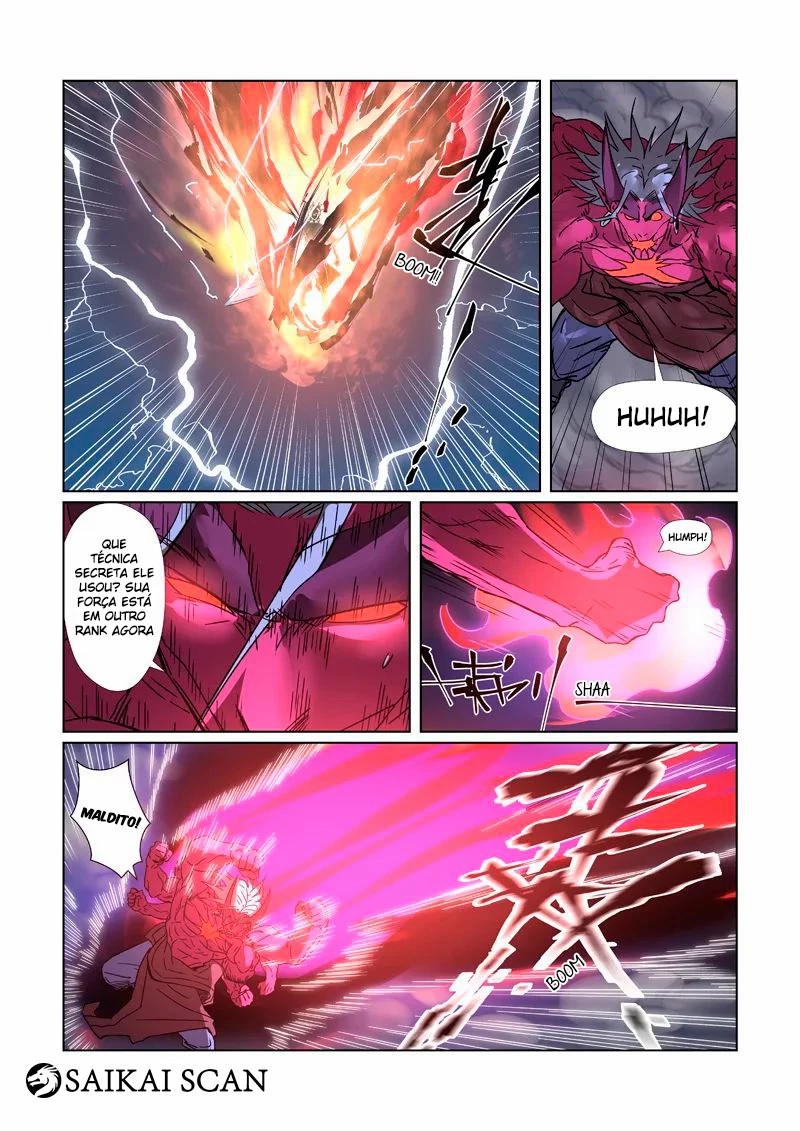 BOOM!!
HUHUH!
QUE
TÉCNICA
SECRETA ELE
USOU? SUA
FORÇA ESTÁ
EM OUTRO
RANK AGORA
HUMPH!
SHAA
MALDITO!
BOOM
SAIKAI SCAN